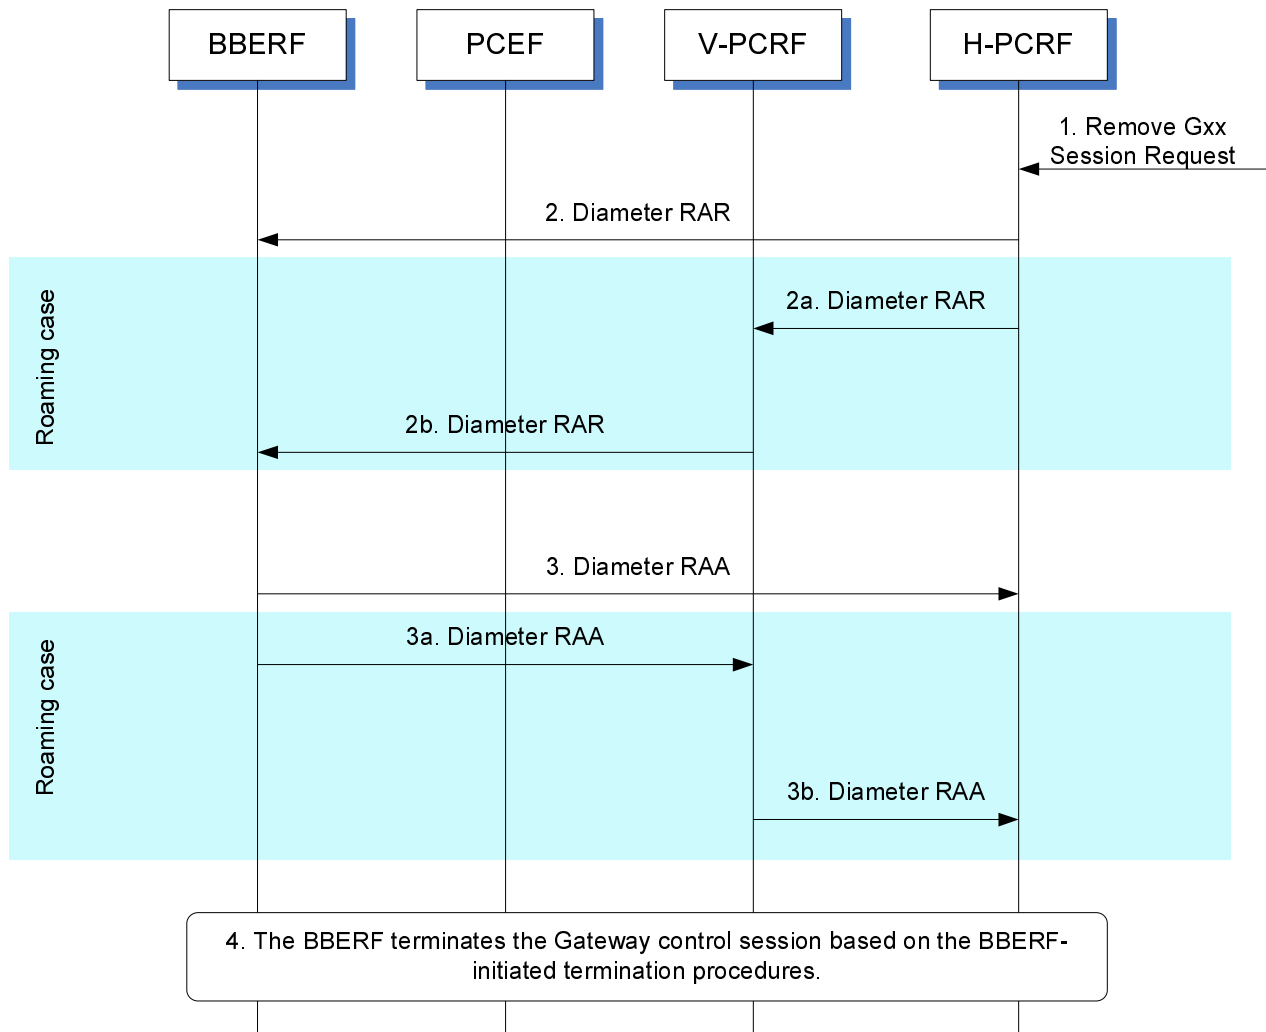 BBERF
PCEF
V-PCRF
H-PCRF
1. Remove Gxx
Session Request
2. Diameter RAR
Roaming case
2a. Diameter RAR
2b. Diameter RAR
3. Diameter RAA
Roaming case
3a. Diameter RAA
3b. Diameter RAA
4. The BBERF terminates the Gateway control session based on the BBERF-
initiated termination procedures.